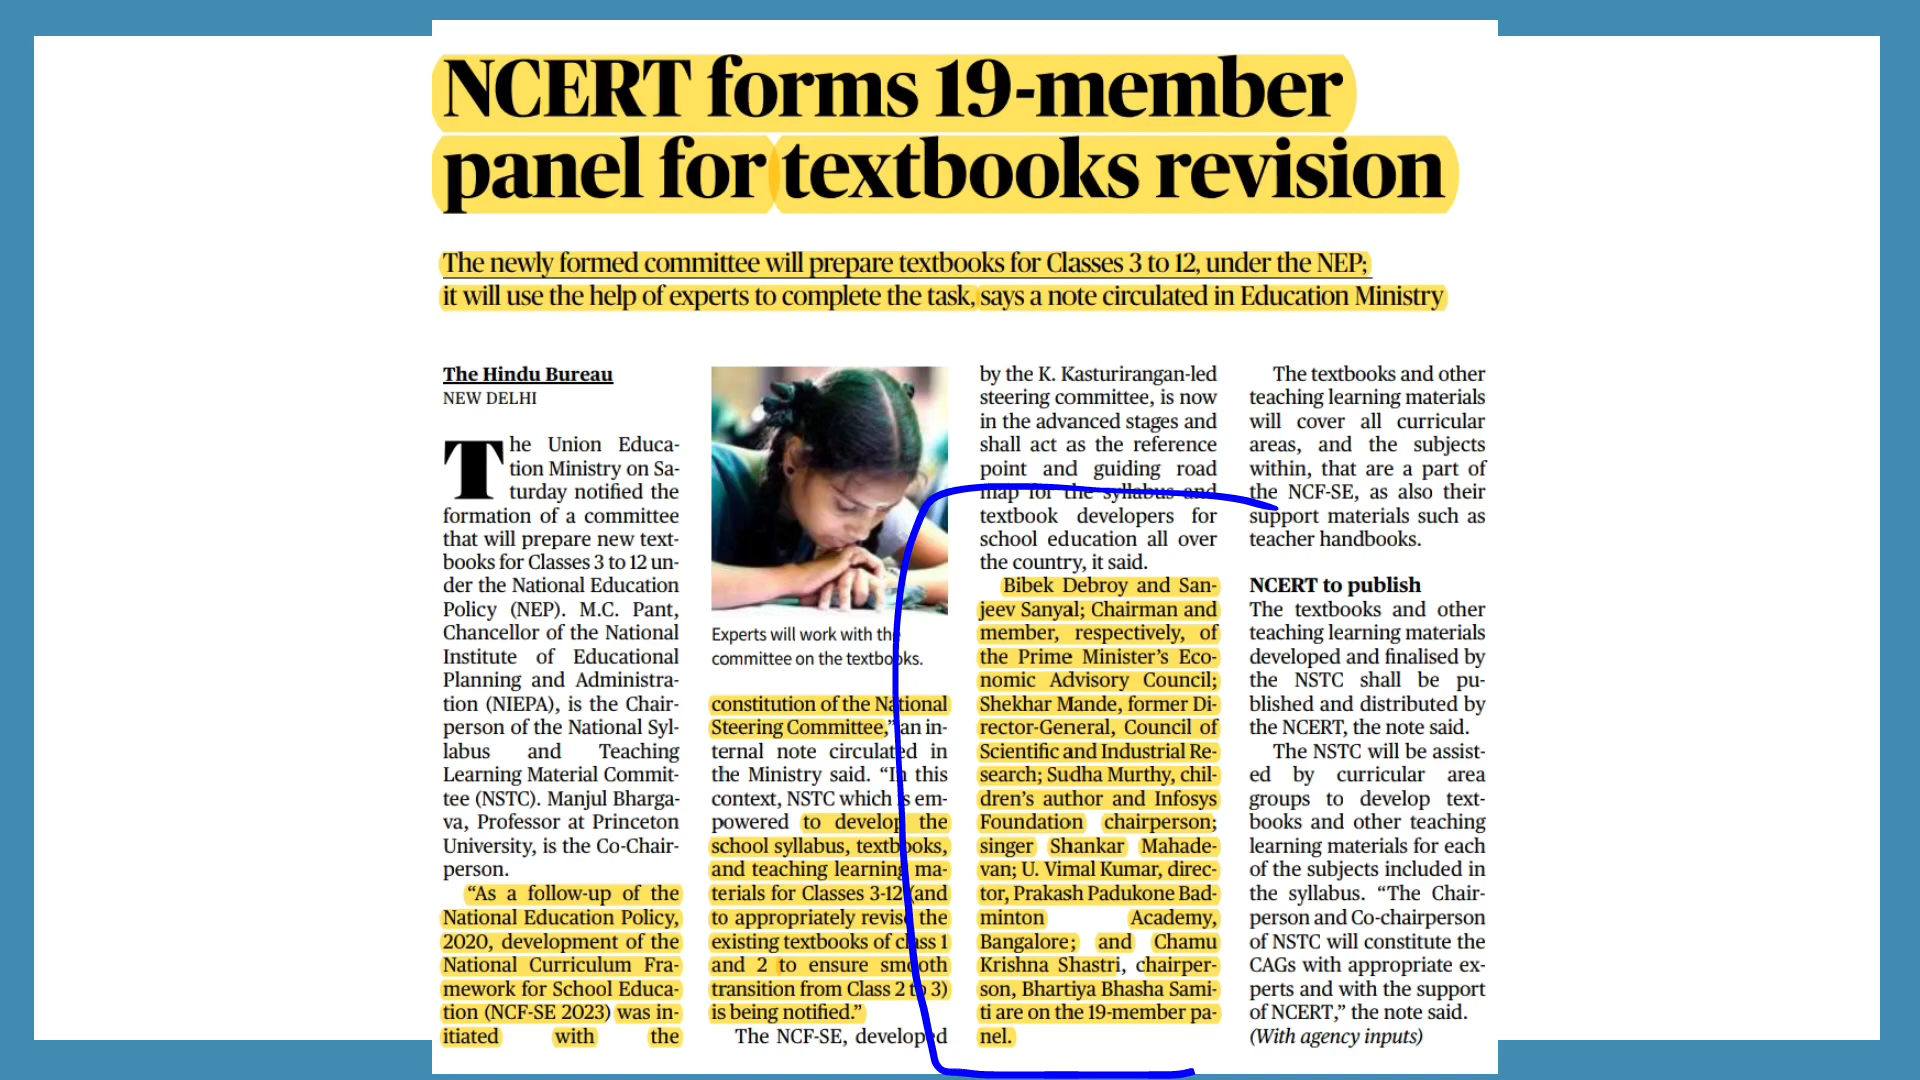 NCERT forms 19-member
panel for textbooks revision
The newly formed committee will prepare textbooks for Classes 3 to 12, under the NEP;
it will use the help of experts to complete the task, says a note circulated in Education Ministry
The Hindu Bureau
NEW DELHI
The Union Educa-
tion Ministry on Sa-
turday notified the
formation of a committee
that will prepare new text-
books for Classes 3 to 12 un-
der the National Education
Policy (NEP). M.C. Pant,
Chancellor of the National
Institute of Educational
Planning and Administra-
tion (NIEPA), is the Chair-
person of the National Syl-
labus and Teaching
Learning Material Commit-
tee (NSTC). Manjul Bharga-
va, Professor at Princeton
University, is the Co-Chair-
person.
“As a follow-up of the
National Education Policy,
2020, development of the
National Curriculum Fra-
mework for School Educa-
tion (NCF-SE 2023) was in-
itiated with the
Experts will work with the
committee on the textbooks.
constitution of the National
Steering Committee,” an in-
ternal note circulated in
the Ministry said. “In this
context, NSTC which is em-
powered to develop the
school syllabus, textbooks,
and teaching learning ma-
terials for Classes 3-12 (and
to appropriately revise the
existing textbooks of class 1
and 2 to ensure smooth
transition from Class 2 to 3)
is being notified.”
The NCF-SE, developed
by the K. Kasturirangan-led
steering committee, is now
in the advanced stages and
shall act as the reference
point and guiding road
map for the syllabus and
textbook developers for
school education all over
the country, it said.
Bibek Debroy and San-
jeev Sanyal; Chairman and
member, respectively, of
the Prime Minister’s Eco-
nomic Advisory Council;
Shekhar Mande, former Di-
rector-General, Council of
Scientific and Industrial Re-
search; Sudha Murthy, chil-
dren’s author and Infosys
Foundation chairperson;
singer Shankar Mahade-
van; U. Vimal Kumar, direc-
tor, Prakash Padukone Bad-
minton Academy,
Bangalore; and Chamu
Krishna Shastri, chairper-
son, Bhartiya Bhasha Sami-
ti are on the 19-member pa-
nel.
The textbooks and other
teaching learning materials
will cover all curricular
areas, and the subjects
within, that are a part of
the NCF-SE, as also their
support materials such as
teacher handbooks.
NCERT to publish
The textbooks and other
teaching learning materials
developed and finalised by
the NSTC shall be pu-
blished and distributed by
the NCERT, the note said.
The NSTC will be assist-
ed by curricular area
groups to develop text-
books and other teaching
learning materials for each
of the subjects included in
the syllabus. “The Chair-
person and Co-chairperson
of NSTC will constitute the
CAGs with appropriate ex-
perts and with the support
of NCERT,” the note said.
(With agency inputs)